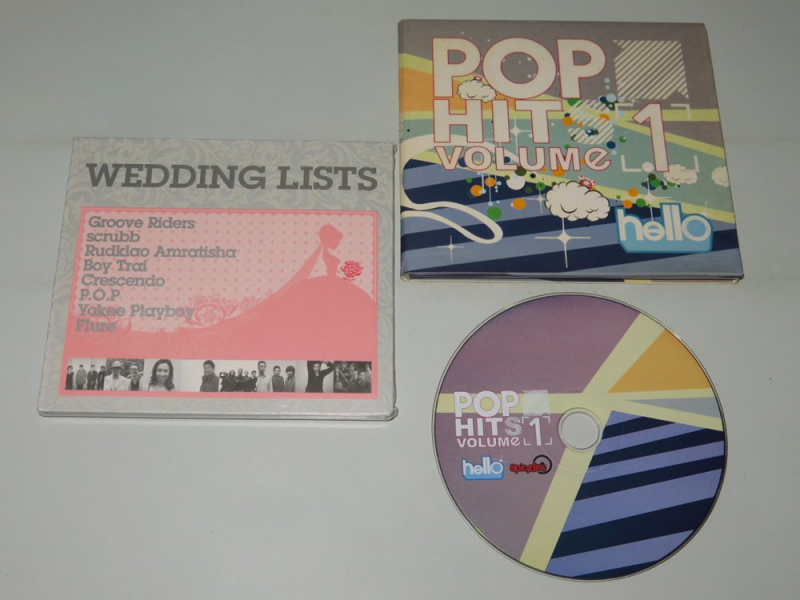 WEDDING LISTS
Groove Riders
scrubb
Rudklao Amratisha
Boy Trai
Crescendo
P.O.P
Yokee Playboy
Flure
POP
HITS
VOLUME 1
hello
POP
HITS
VOLUME 1
hello